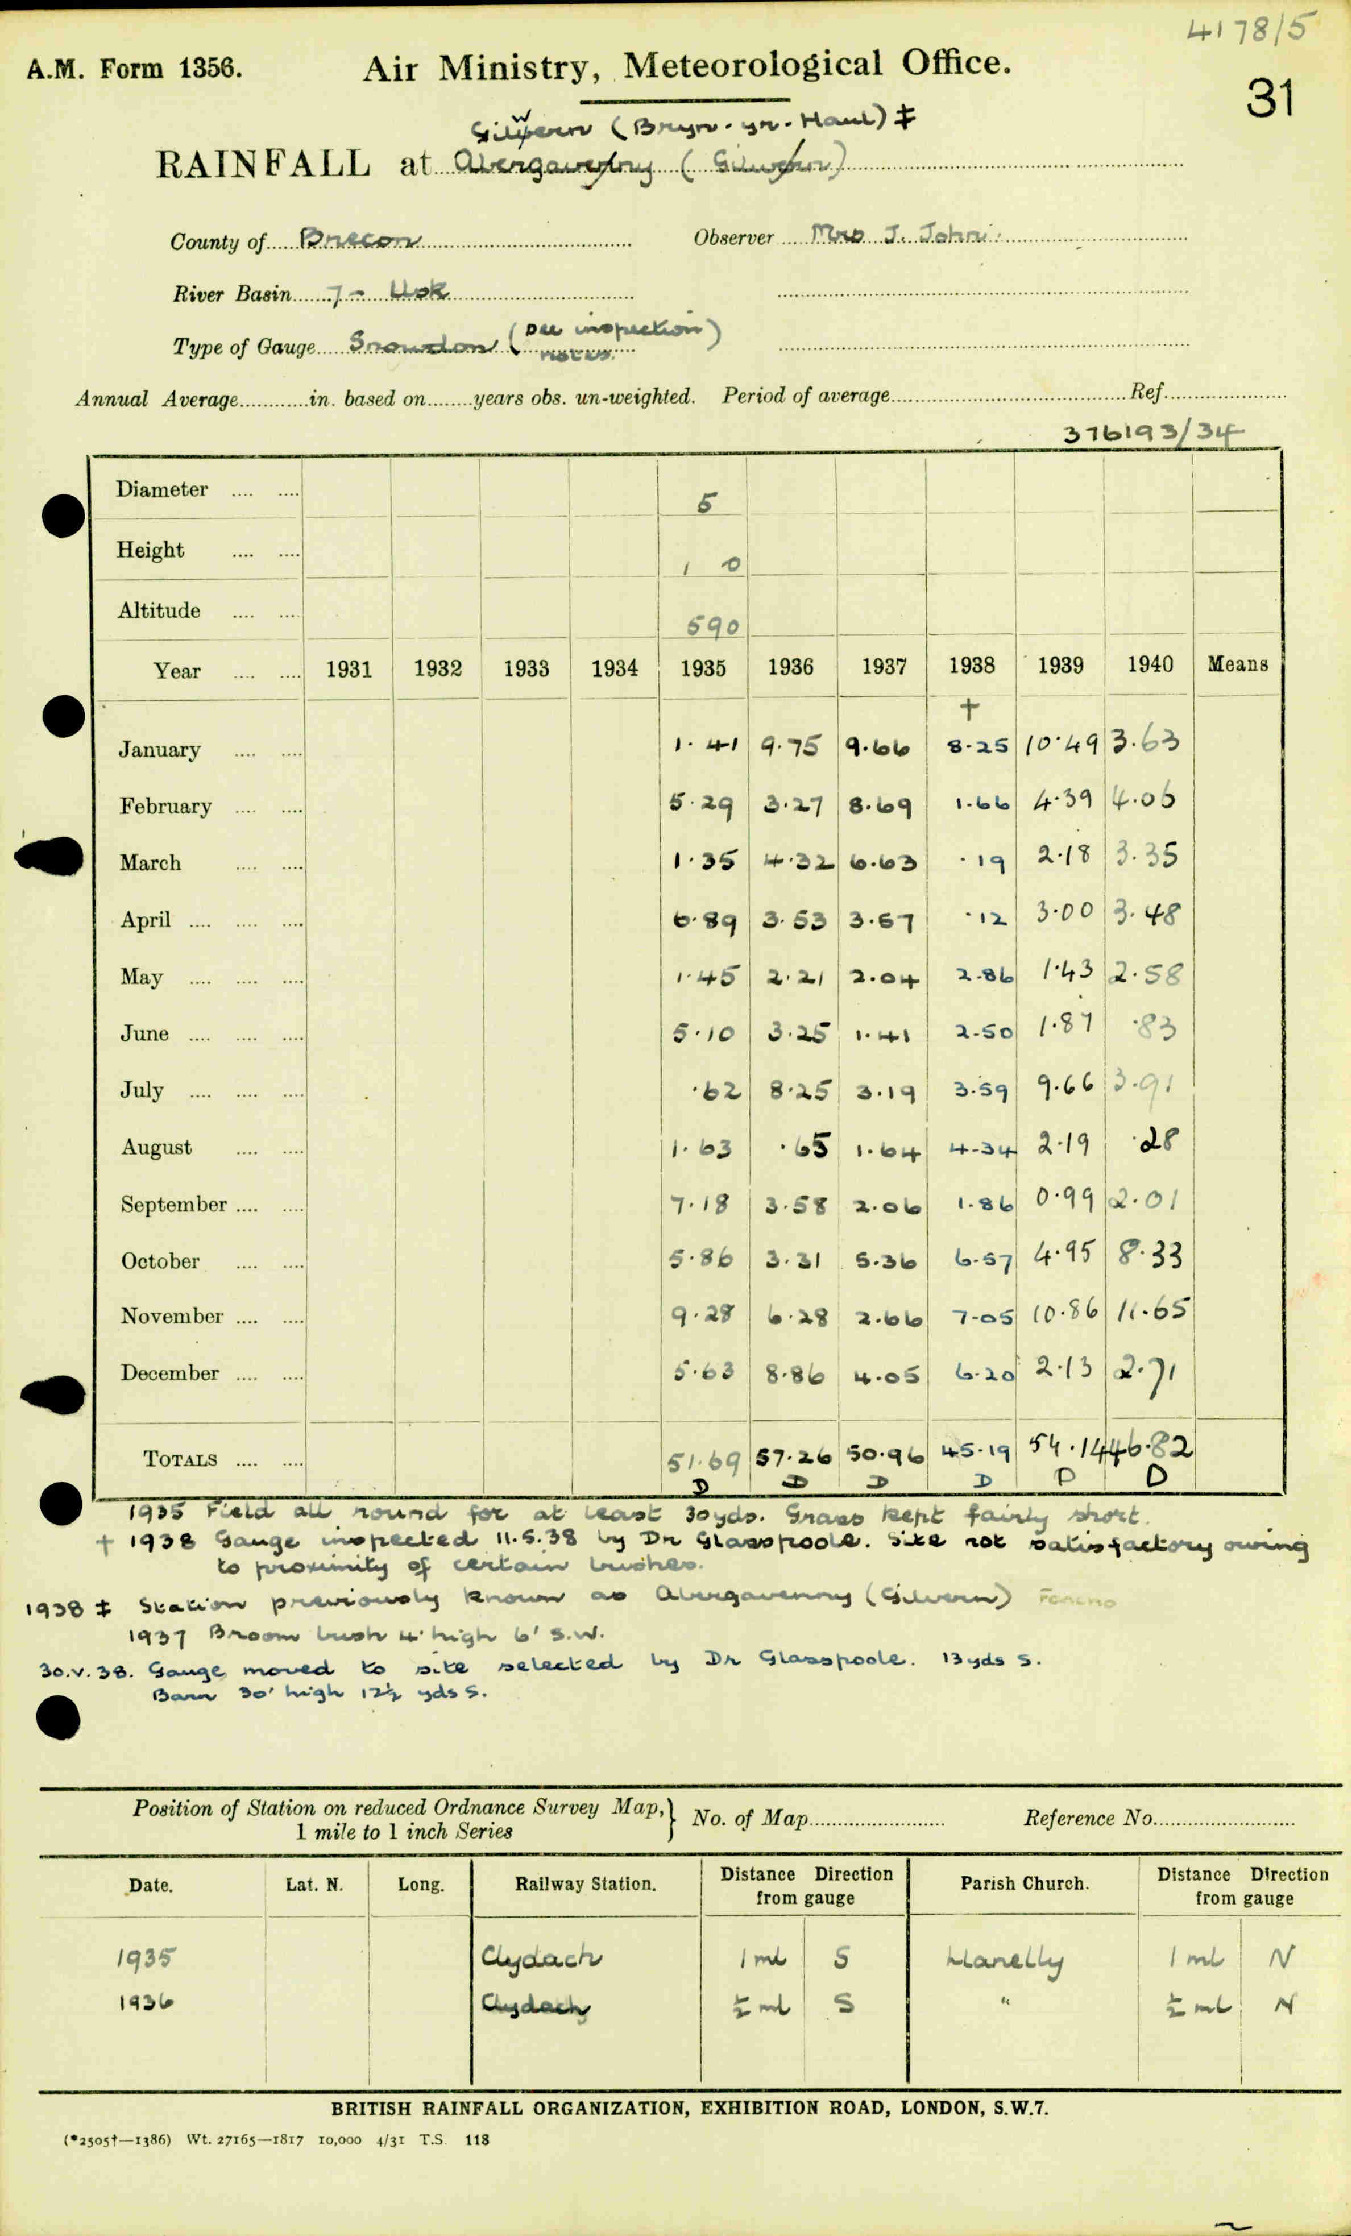 4178/5
A.M. Form 1356. Air Ministry, Meteorological Office.
31
Gilwern (Bryn-yr-Haul) ‡
RAINFALL at Abergavenny (Gilwern)
County of Brecon Observer Mrs J. John
River Basin 7 - Usk
Type of Gauge Snowdon (see inspection notes)
Annual Average............in. based on........years obs. un-weighted. Period of average.......................................Ref.....................
376193/34
Diameter .... .... 5
Height .... .... 1 0
Altitude .... .... 590
Year .... .... 1931 1932 1933 1934 1935 1936 1937 1938 1939 1940 Means
†
January .... .... 1.41 9.75 9.66 8.25 10.49 3.63
February .... .... 5.29 3.27 8.69 1.66 4.39 4.06
March .... .... 1.35 4.32 6.63 .19 2.18 3.35
April .... .... .... 6.89 3.53 3.57 .12 3.00 3.48
May .... .... .... 1.45 2.21 2.04 2.86 1.43 2.58
June .... .... .... 5.10 3.25 1.41 2.50 1.87 .83
July .... .... .... .62 8.25 3.19 3.59 9.66 3.91
August .... .... 1.63 .65 1.64 4.34 2.19 .28
September .... .... 7.18 3.58 2.06 1.86 0.99 2.01
October .... .... 5.86 3.31 5.36 6.57 4.95 8.33
November .... .... 9.28 6.28 2.66 7.05 10.86 11.65
December .... .... 5.63 8.86 4.05 6.20 2.13 2.71
TOTALS .... .... 51.69 57.26 50.96 45.19 54.14 46.82
D D D D D D
1935 Field all round for at least 30yds. Grass kept fairly short.
† 1938 Gauge inspected 11.5.38 by Dr Glasspoole. Site not satisfactory owing
to proximity of certain bushes.
1938 ‡ Station previously known as Abergavenny (Gilwern)
1937 Broom bush 4' high 6' S.W.
30.V.38. Gauge moved to site selected by Dr Glasspoole. 13yds S.
Barn 30' high 12½ yds S.
Position of Station on reduced Ordnance Survey Map, } No. of Map......................... Reference No..........................
1 mile to 1 inch Series
Date. Lat. N. Long. Railway Station. Distance Direction from gauge Parish Church. Distance Direction from gauge
1935 Clydach 1 ml S Llanelly 1 ml N
1936 Clydach ½ ml S " ½ ml N
BRITISH RAINFALL ORGANIZATION, EXHIBITION ROAD, LONDON, S.W.7.
(*2505†—1386) Wt. 27165—1817 10,000 4/31 T.S. 118